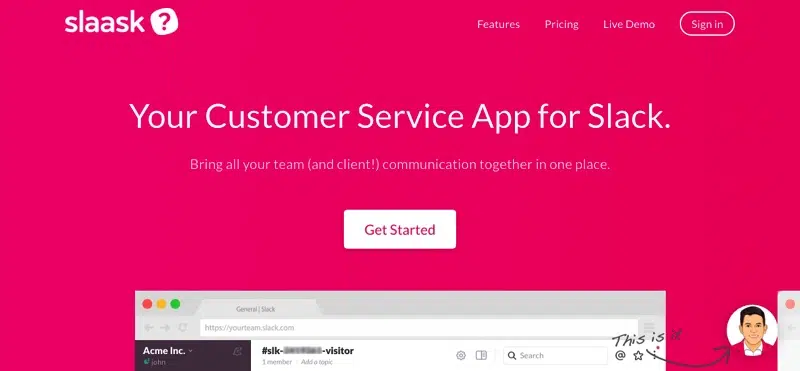 slaask ?
Features Pricing Live Demo Sign in
Your Customer Service App for Slack.
Bring all your team (and client!) communication together in one place.
Get Started
General | Slack
https://yourteam.slack.com
Acme Inc.
john
#slk- -visitor
1 member Add a topic
Search
This is it